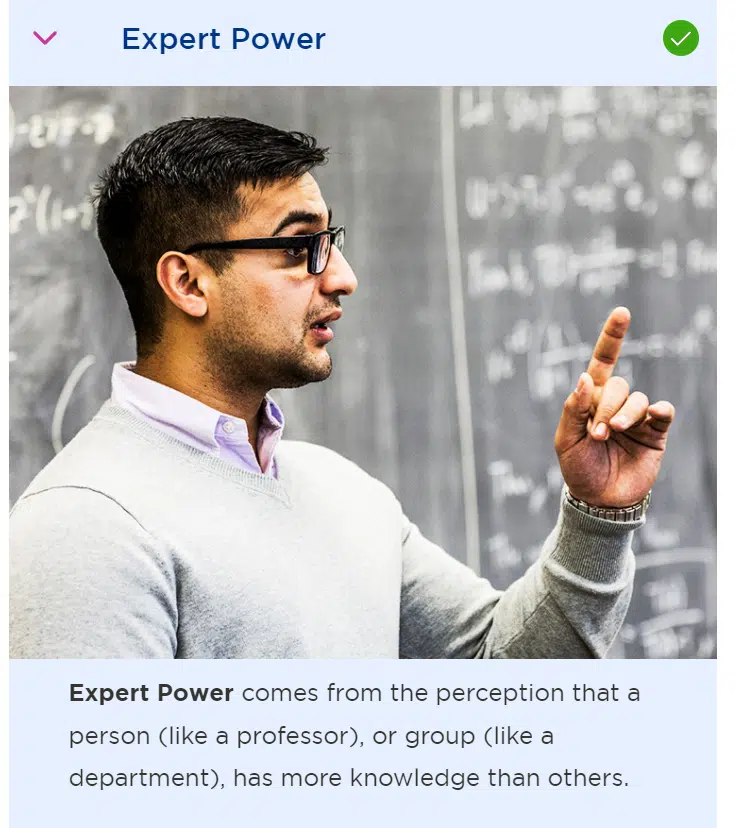 Expert Power
Expert Power comes from the perception that a
person (like a professor), or group (like a
department), has more knowledge than others.